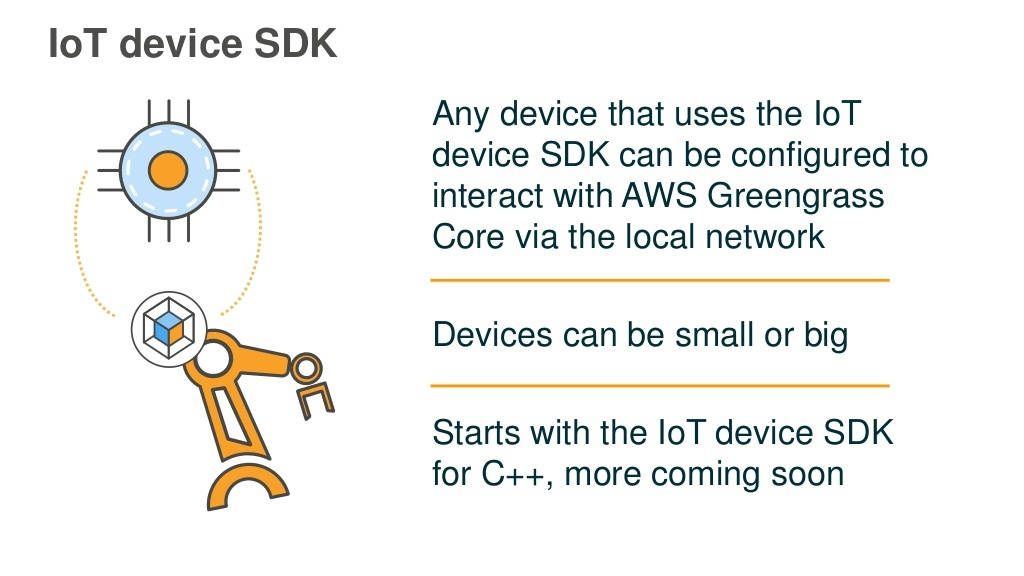 IoT device SDK
Any device that uses the IoT
device SDK can be configured to
interact with AWS Greengrass
Core via the local network
Devices can be small or big
Starts with the IoT device SDK
for C++, more coming soon